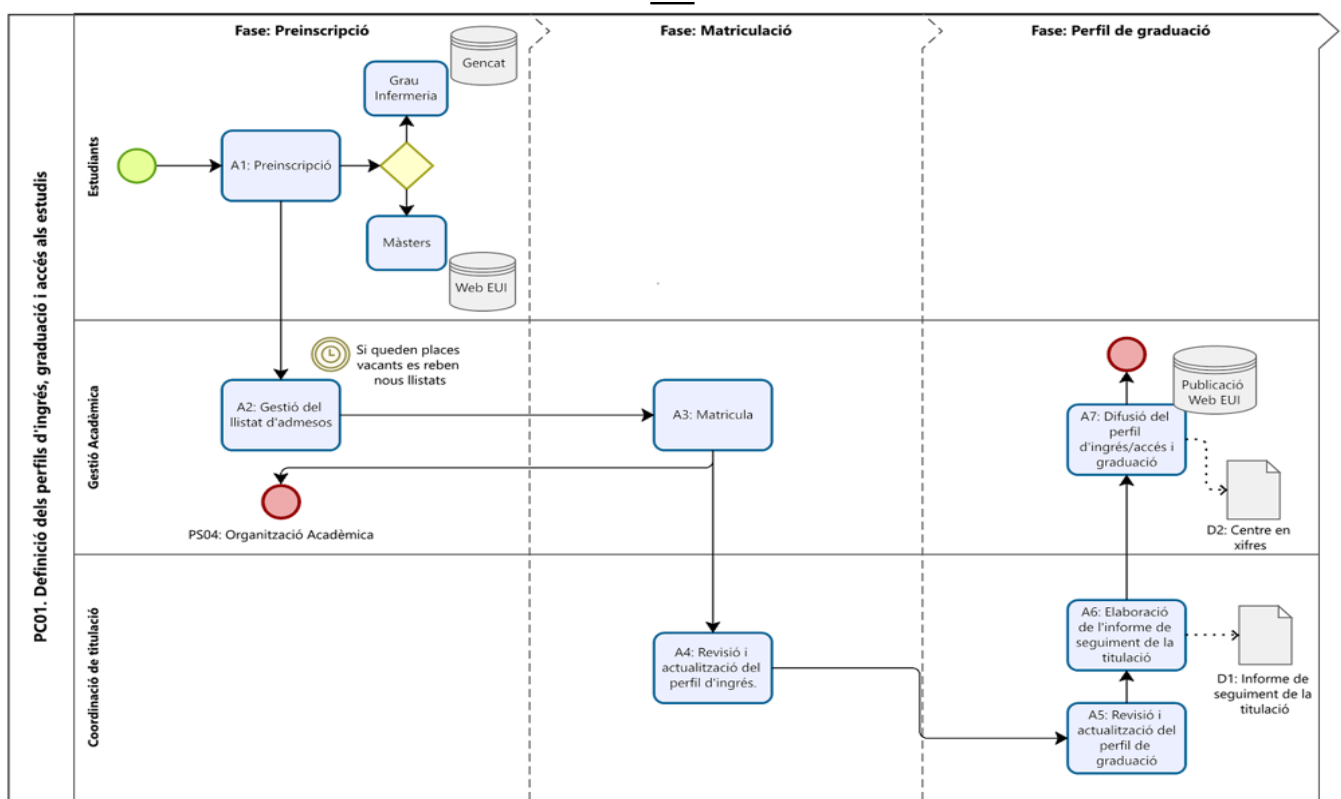 Fase: Preinscripció
Fase: Matriculació
Fase: Perfil de graduació
PC01. Definició dels perfils d'ingrés, graduació i accés als estudis
Estudiants
Gencat
Grau
Infermeria
A1: Preinscripció
Màsters
Web EUI
Gestió Acadèmica
Si queden places
vacants es reben
nous llistats
A2: Gestió del
llistat d'admesos
A3: Matricula
PS04: Organització Acadèmica
Publicació
Web EUI
A7: Difusió del
perfil
d'ingrés/accés i
graduació
D2: Centre en
xifres
Coordinació de titulació
A4: Revisió i
actualització del
perfil d'ingrés.
A6: Elaboració
de l'informe de
seguiment de la
titulació
D1: Informe de
seguiment de la
titulació
A5: Revisió i
actualització del
perfil de
graduació